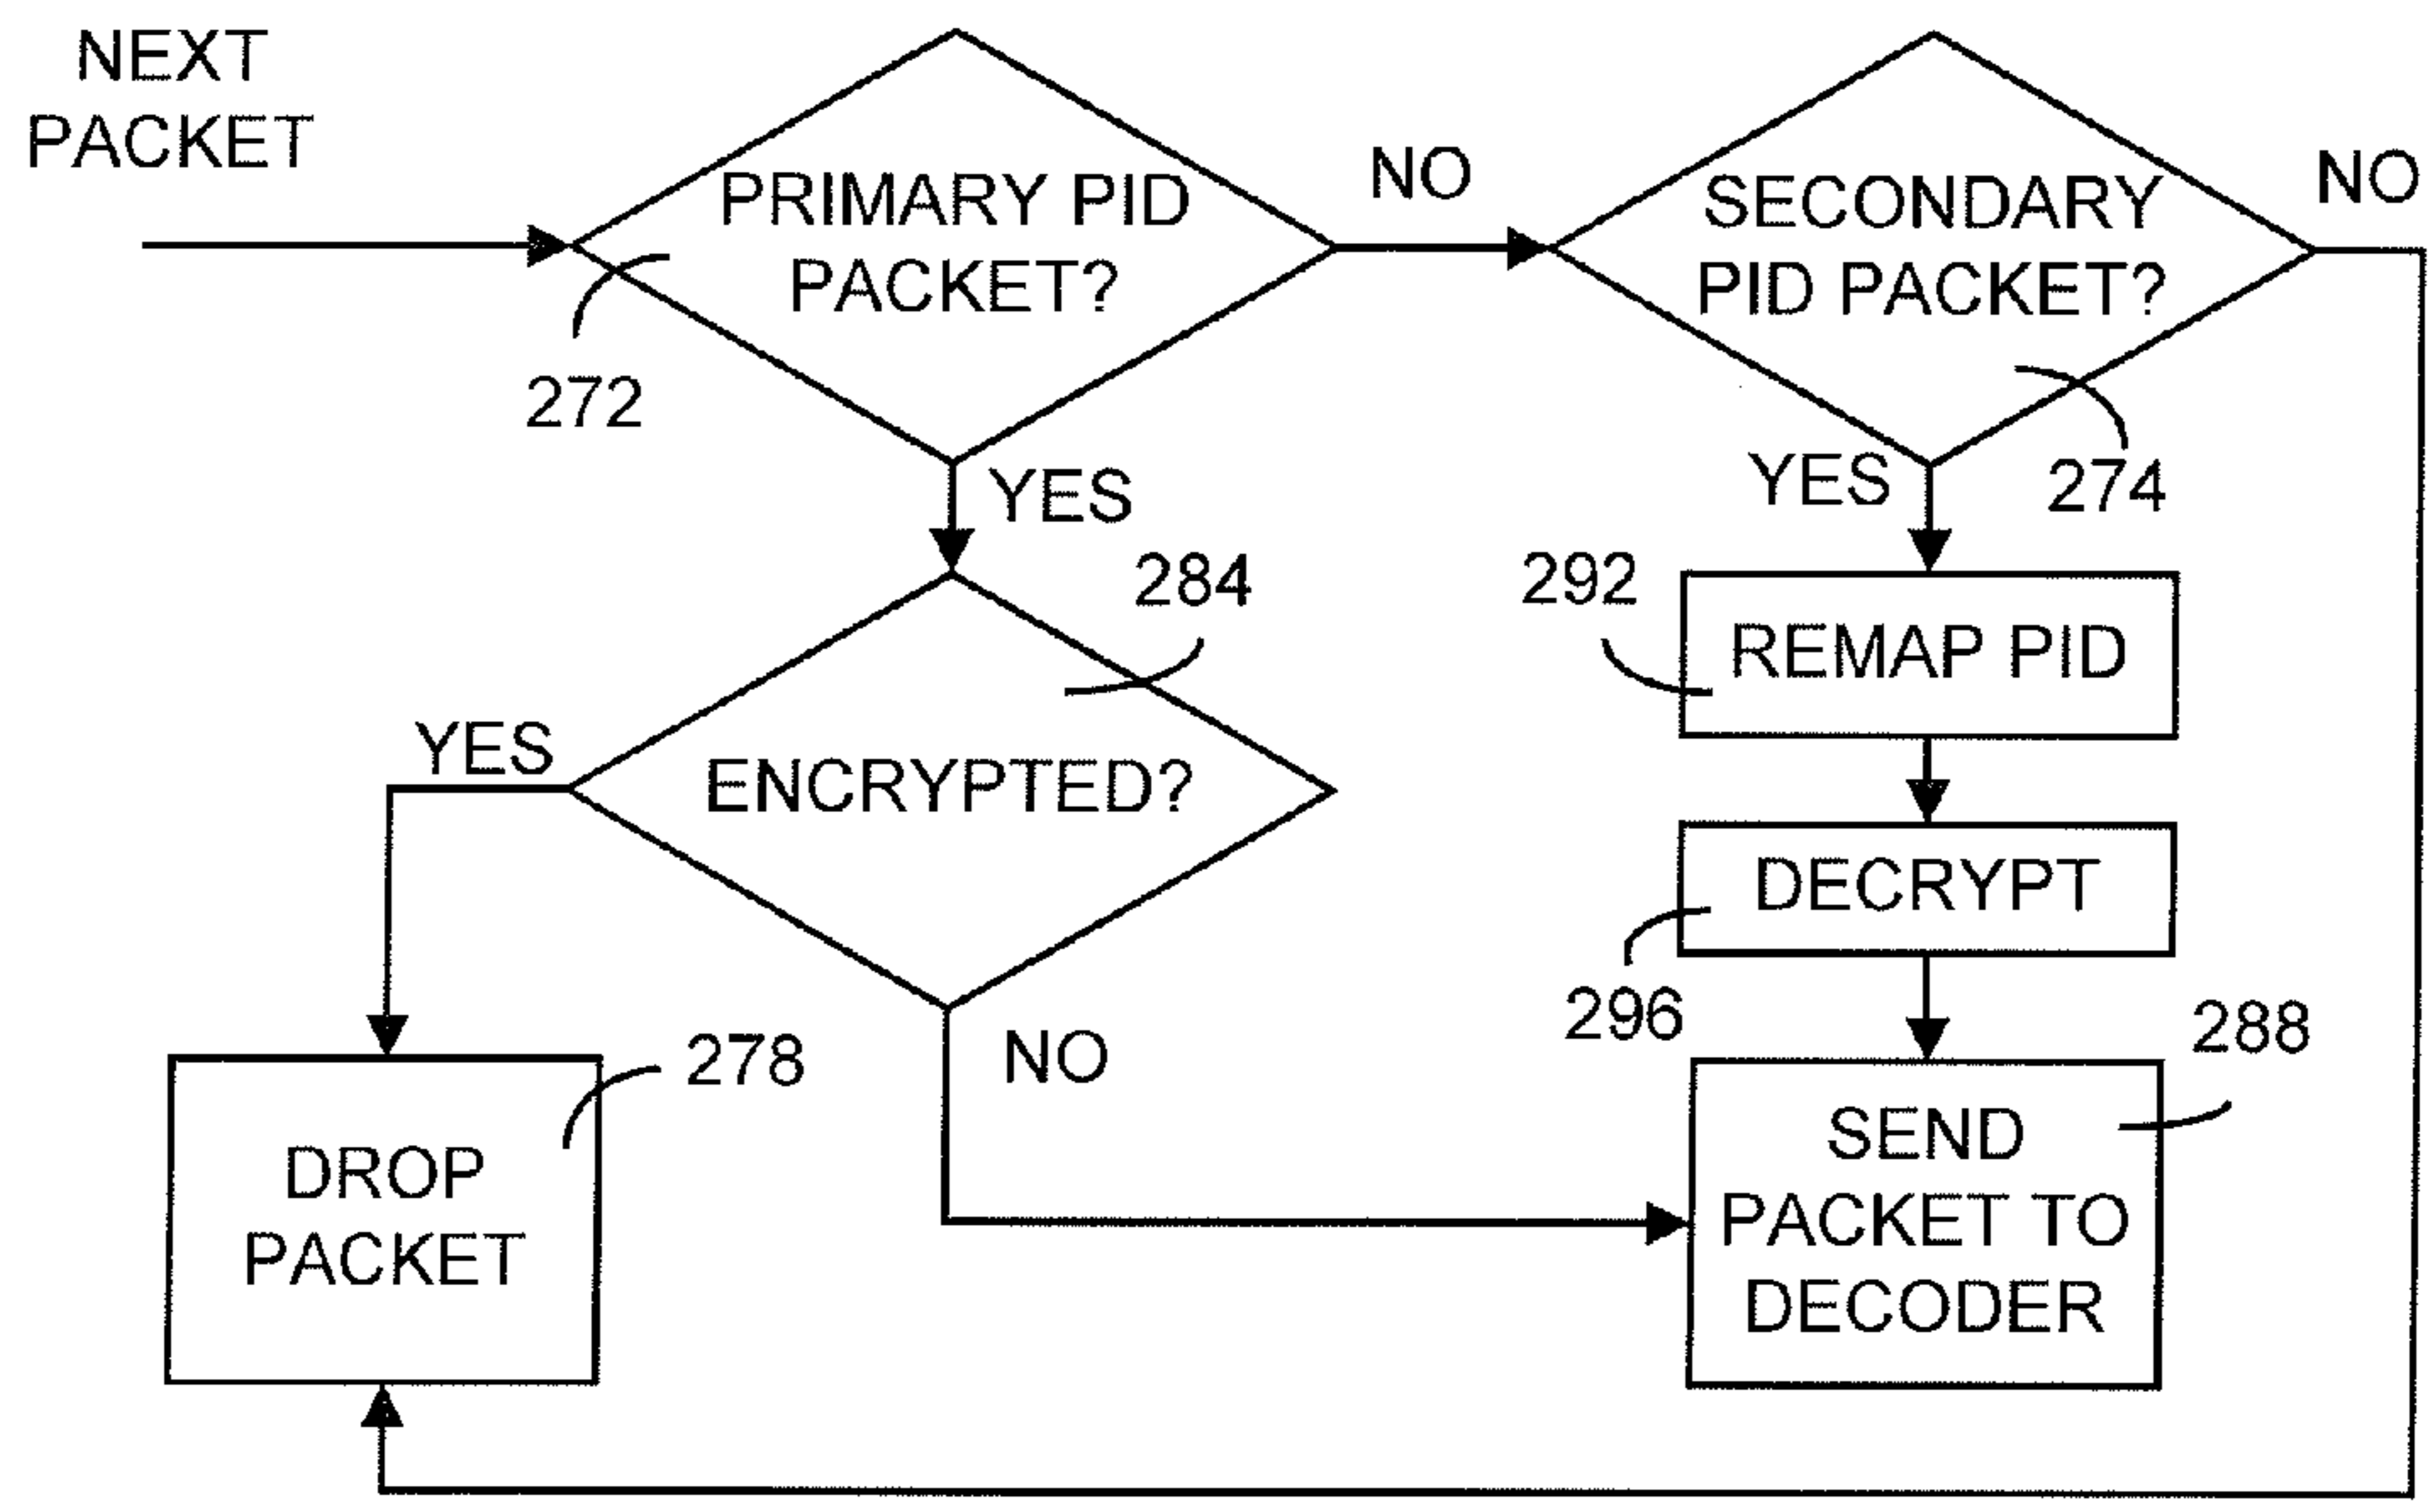 NEXT
PACKET
PRIMARY PID
PACKET?
272
NO
SECONDARY
PID PACKET?
274
NO
YES
YES
284
292
REMAP PID
ENCRYPTED?
YES
DECRYPT
296
NO
278
DROP
PACKET
288
SEND
PACKET TO
DECODER